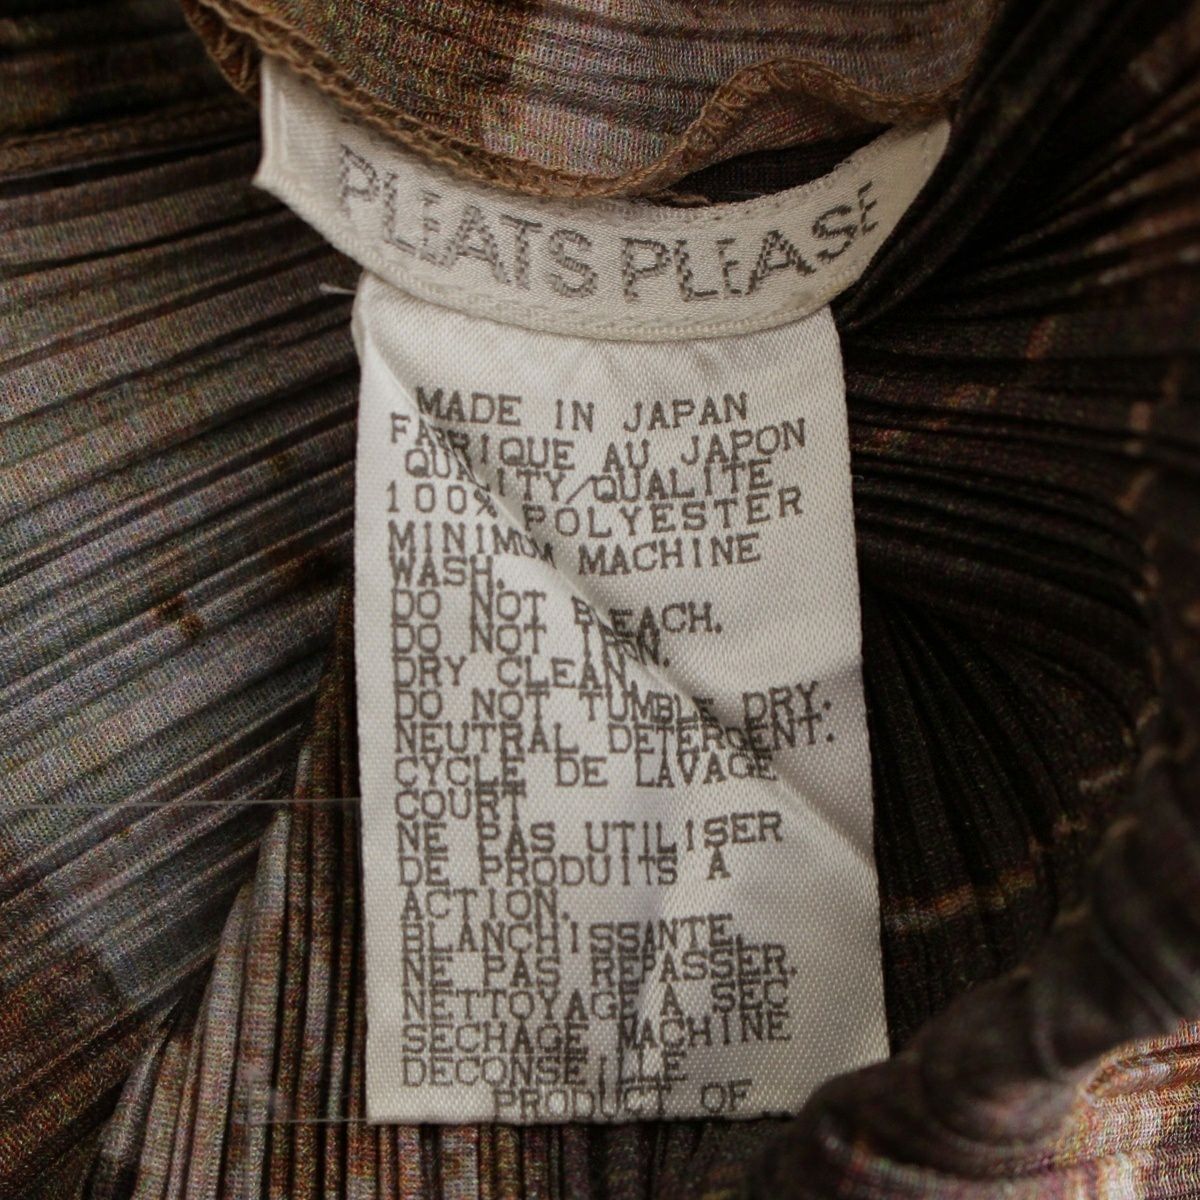 PLEATS PLEASE
MADE IN JAPAN
FABRIQUE AU JAPON
QUALITY/QUALITE
100% POLYESTER
MINIMUM MACHINE
WASH.
DO NOT BLEACH.
DO NOT IRON.
DRY CLEAN.
DO NOT TUMBLE DRY.
NEUTRAL DETERGENT.
CYCLE DE LAVAGE
COURT
NE PAS UTILISER
DE PRODUITS A
ACTION.
BLANCHISSANTE.
NE PAS REPASSER.
NETTOYAGE A SEC
SECHAGE MACHINE
DECONSEILLE
PRODUCT OF